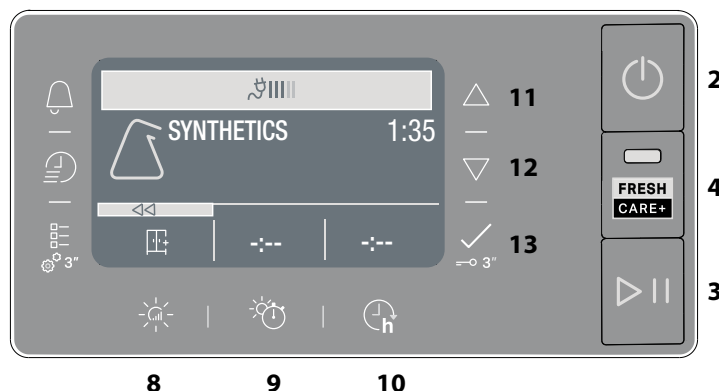 2
11
SYNTHETICS 1:35
12
FRESH
CARE+
4
-:-- -:--
13
3" 3"
3
h
8 9 10